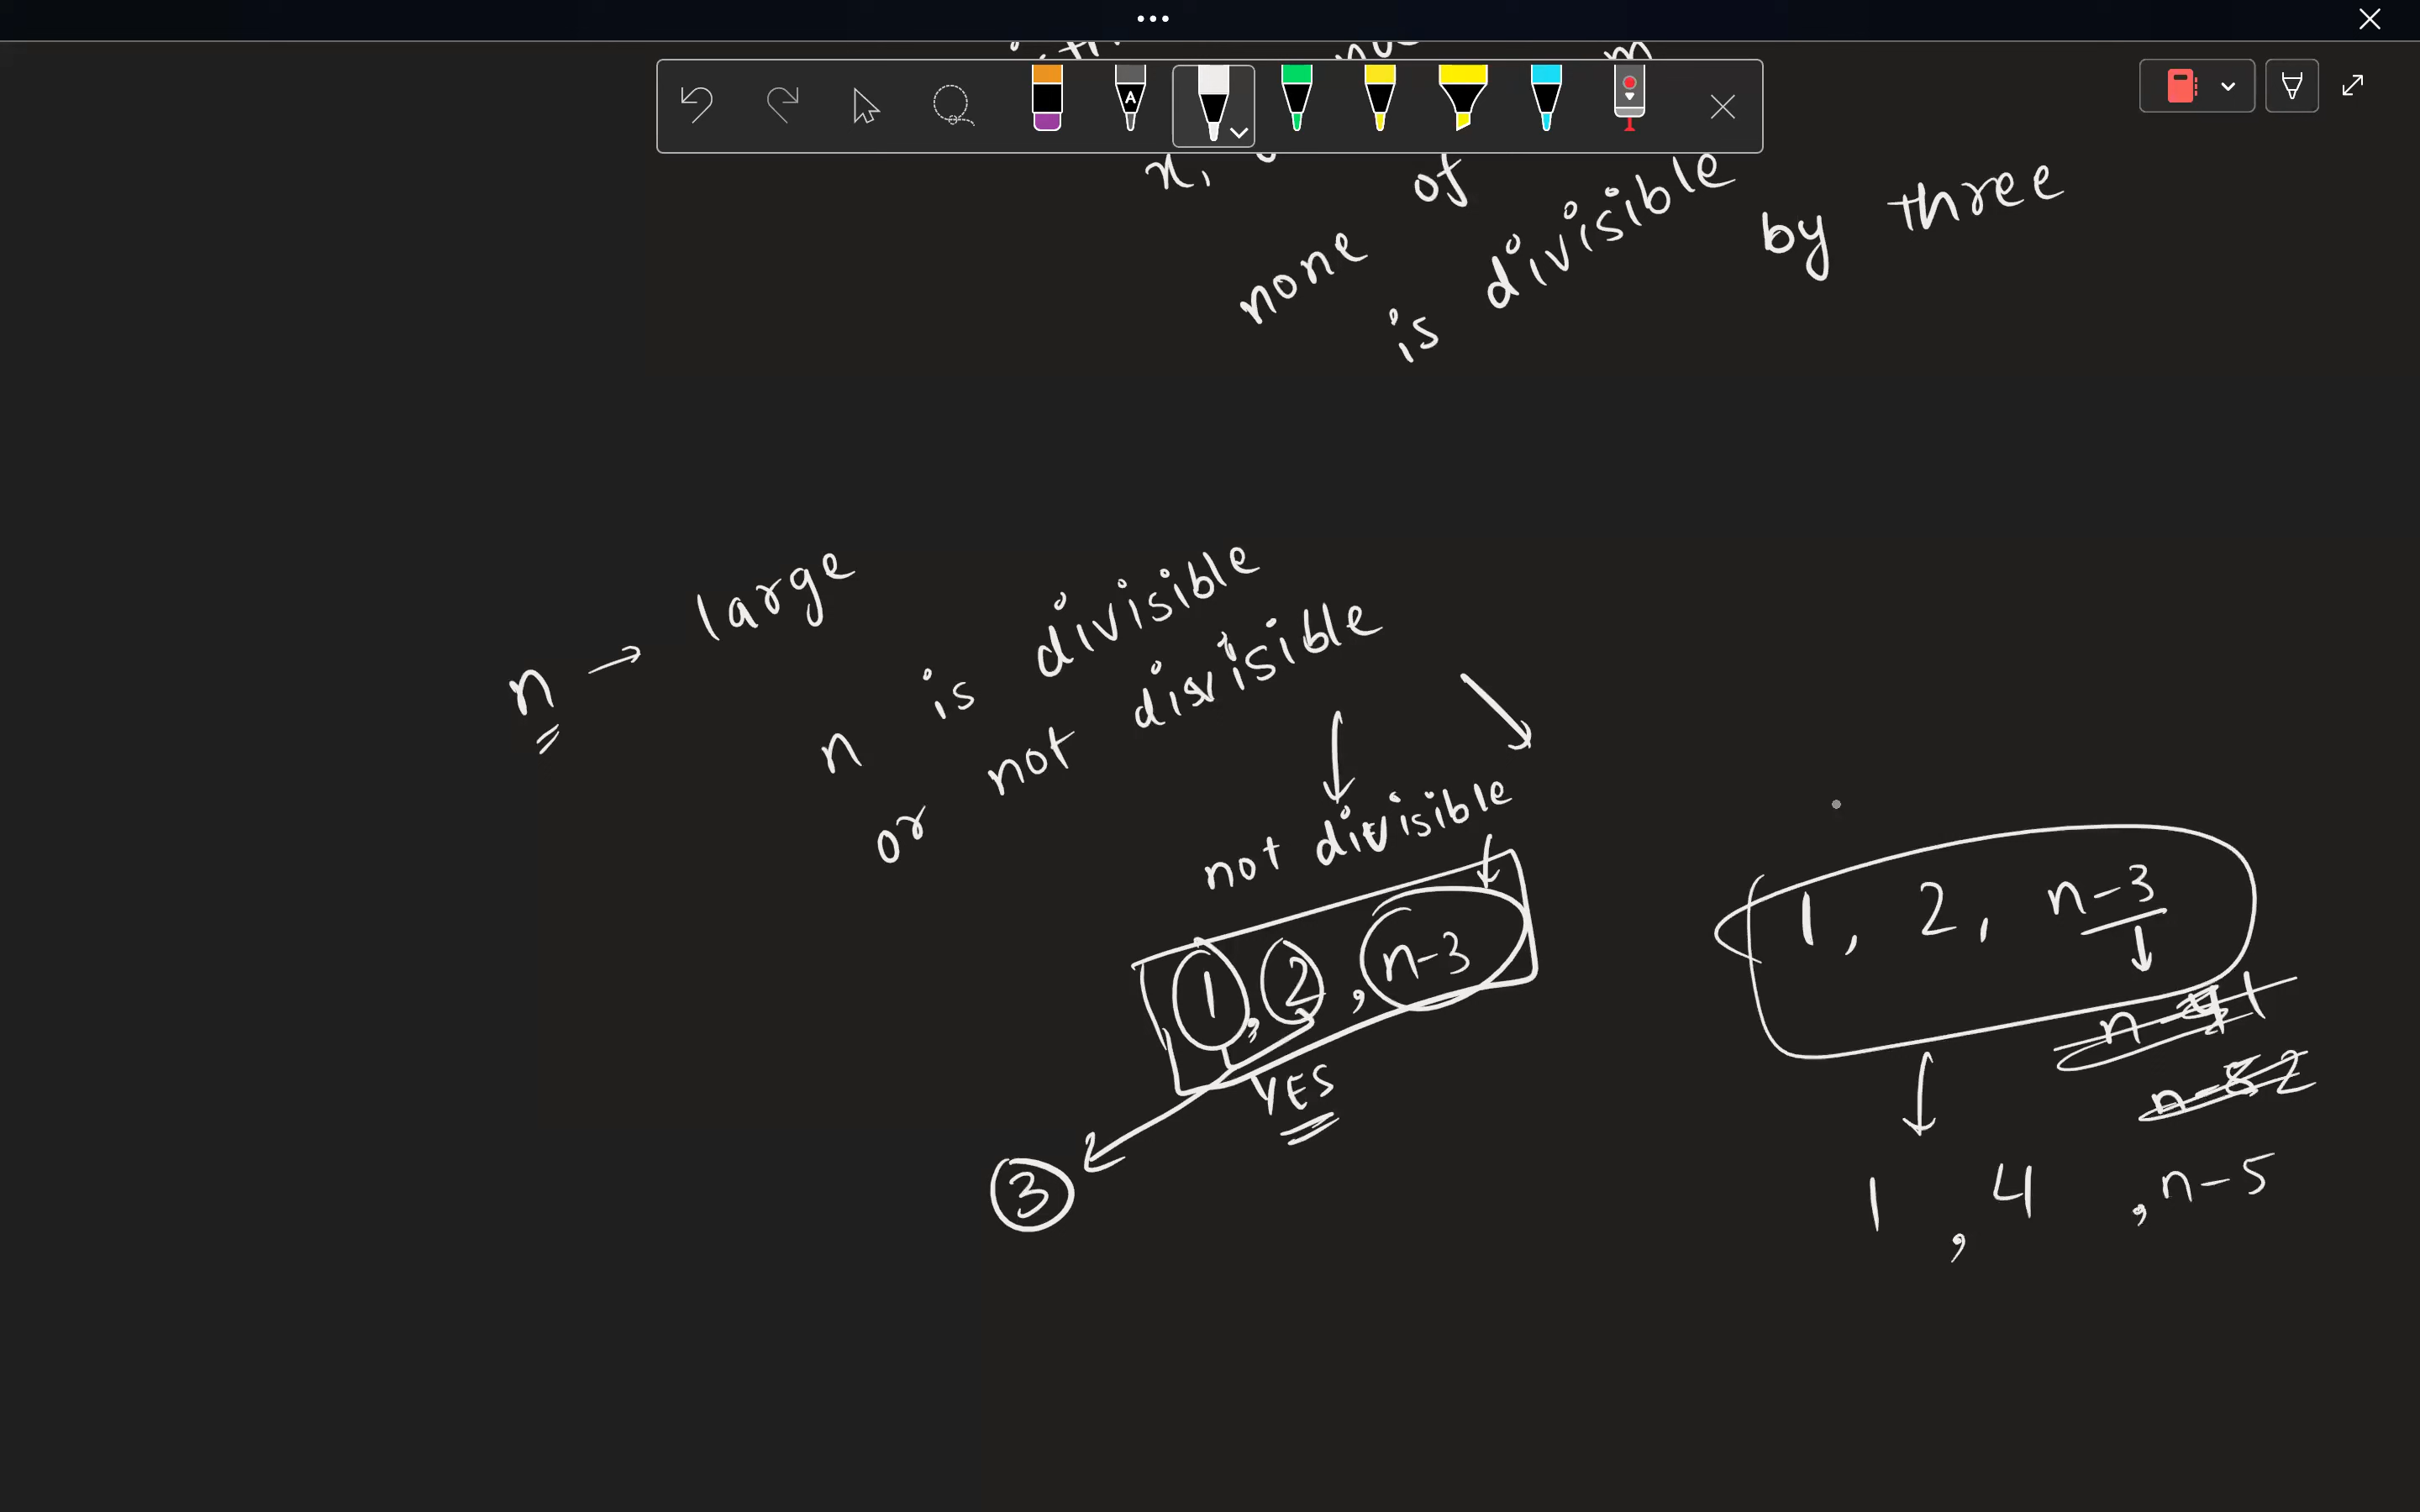 x,
none of
is divisible by three
n → large
n is divisible
or not divisible
not divisible
1, 2, n-3
YES
3
1, 2, n-3
1, 4, n-5